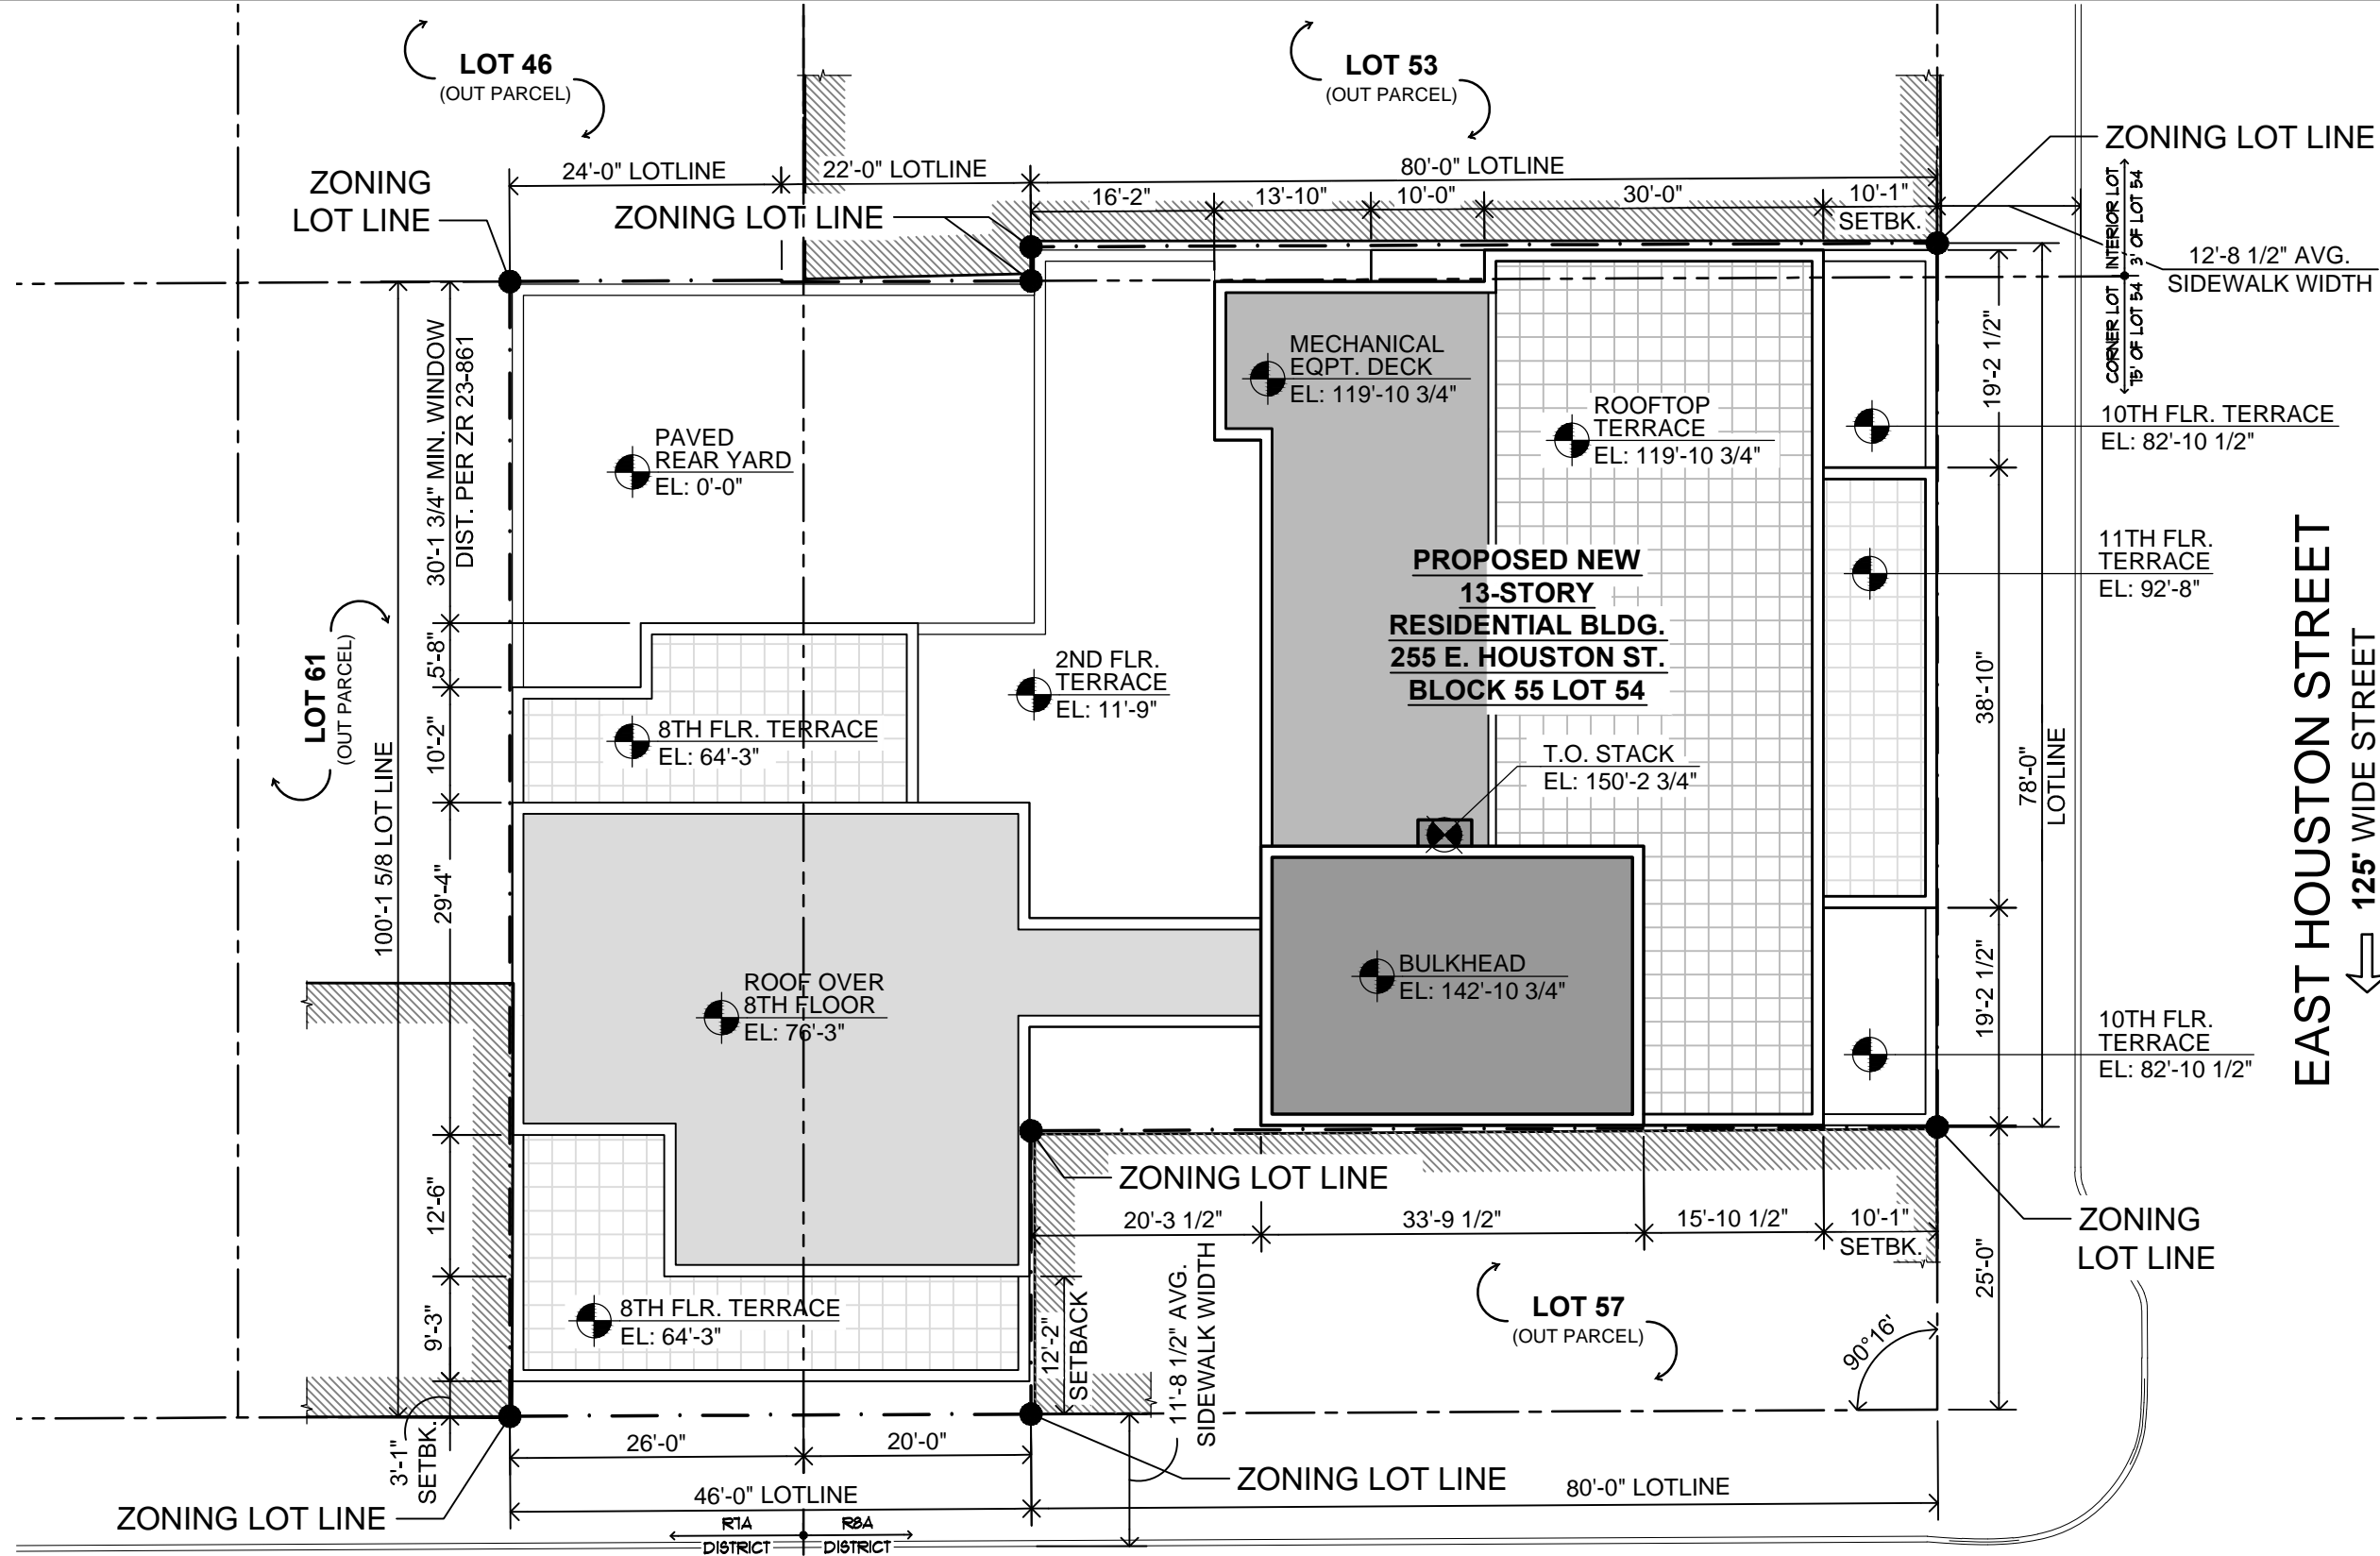 LOT 46
(OUT PARCEL)
LOT 53
(OUT PARCEL)
ZONING LOT LINE
24'-0" LOTLINE
22'-0" LOTLINE
80'-0" LOTLINE
ZONING
LOT LINE
ZONING LOT LINE
16'-2"
13'-10"
10'-0"
30'-0"
10'-1"
SETBK.
INTERIOR LOT
3' OF LOT 54
CORNER LOT
75' OF LOT 54
12'-8 1/2" AVG.
SIDEWALK WIDTH
30'-1 3/4" MIN. WINDOW
DIST. PER ZR 23-861
MECHANICAL
EQPT. DECK
EL: 119'-10 3/4"
ROOFTOP
TERRACE
EL: 119'-10 3/4"
19'-2 1/2"
10TH FLR. TERRACE
EL: 82'-10 1/2"
PAVED
REAR YARD
EL: 0'-0"
11TH FLR.
TERRACE
EL: 92'-8"
PROPOSED NEW
13-STORY
RESIDENTIAL BLDG.
255 E. HOUSTON ST.
BLOCK 55 LOT 54
EAST HOUSTON STREET
125' WIDE STREET
LOT 61
(OUT PARCEL)
5'-8"
2ND FLR.
TERRACE
EL: 11'-9"
38'-10"
10'-2"
8TH FLR. TERRACE
EL: 64'-3"
T.O. STACK
EL: 150'-2 3/4"
78'-0"
LOTLINE
100'-1 5/8 LOT LINE
29'-4"
ROOF OVER
8TH FLOOR
EL: 76'-3"
BULKHEAD
EL: 142'-10 3/4"
19'-2 1/2"
10TH FLR.
TERRACE
EL: 82'-10 1/2"
ZONING LOT LINE
12'-6"
20'-3 1/2"
33'-9 1/2"
15'-10 1/2"
10'-1"
SETBK.
ZONING
LOT LINE
25'-0"
9'-3"
8TH FLR. TERRACE
EL: 64'-3"
12'-2"
SETBACK
11'-8 1/2" AVG.
SIDEWALK WIDTH
LOT 57
(OUT PARCEL)
90°16'
3'-1"
SETBK.
26'-0"
20'-0"
ZONING LOT LINE
46'-0" LOTLINE
80'-0" LOTLINE
ZONING LOT LINE
R7A
DISTRICT
R8A
DISTRICT